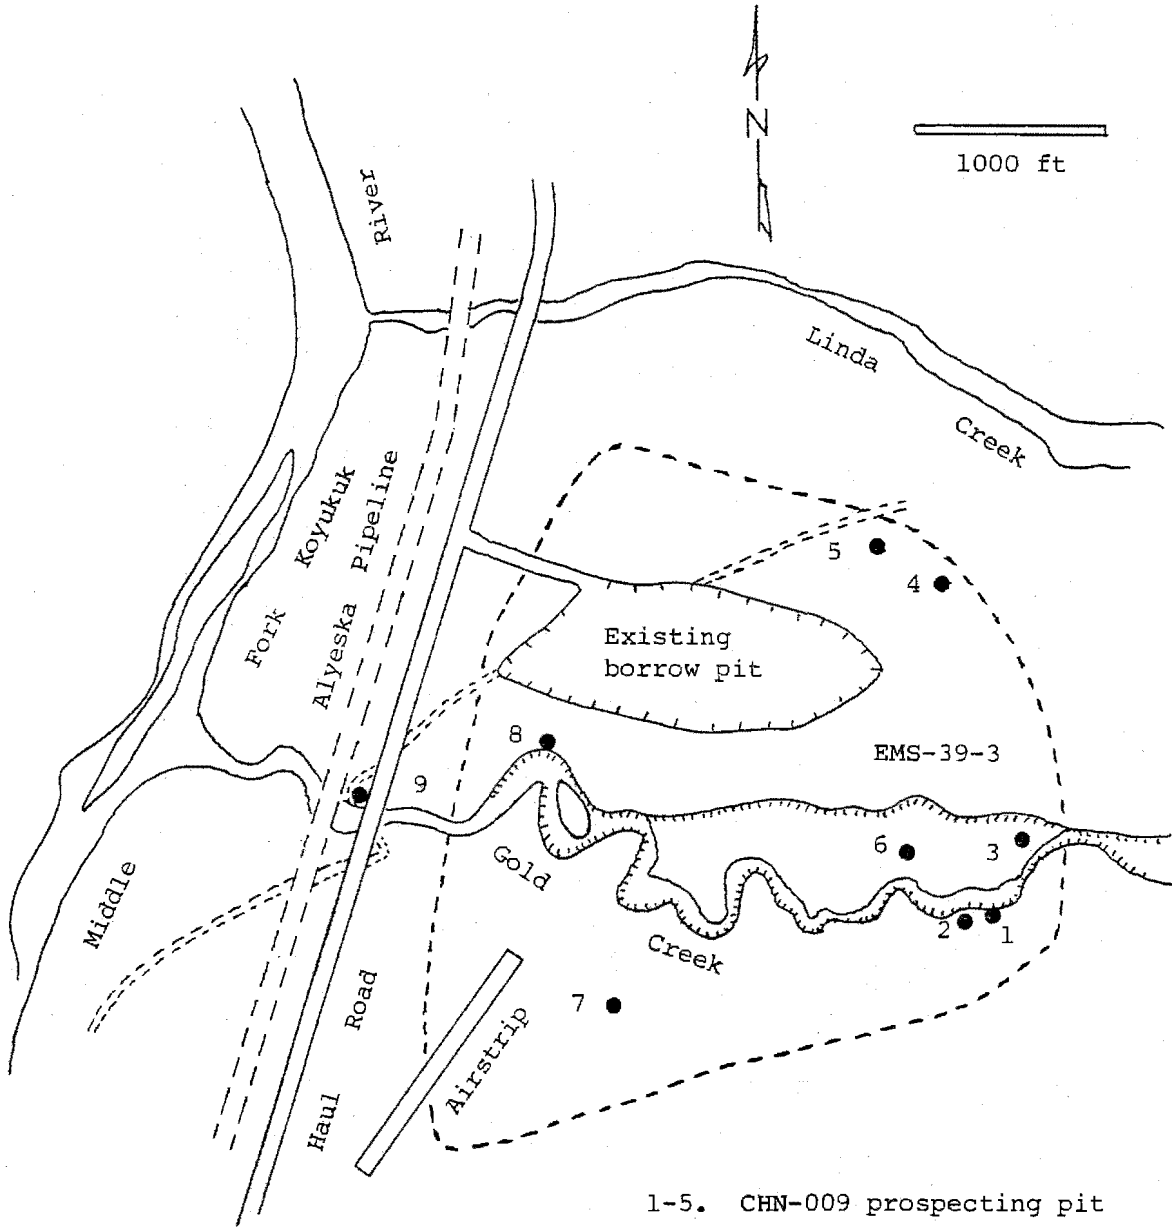 N
1000 ft
River
Linda
Creek
Koyukuk
Fork
Middle
Alyeska Pipeline
5
4
Existing
borrow pit
8
EMS-39-3
9
6
3
Gold
Creek
2
1
7
Airstrip
Haul Road
1-5. CHN-009 prospecting pit